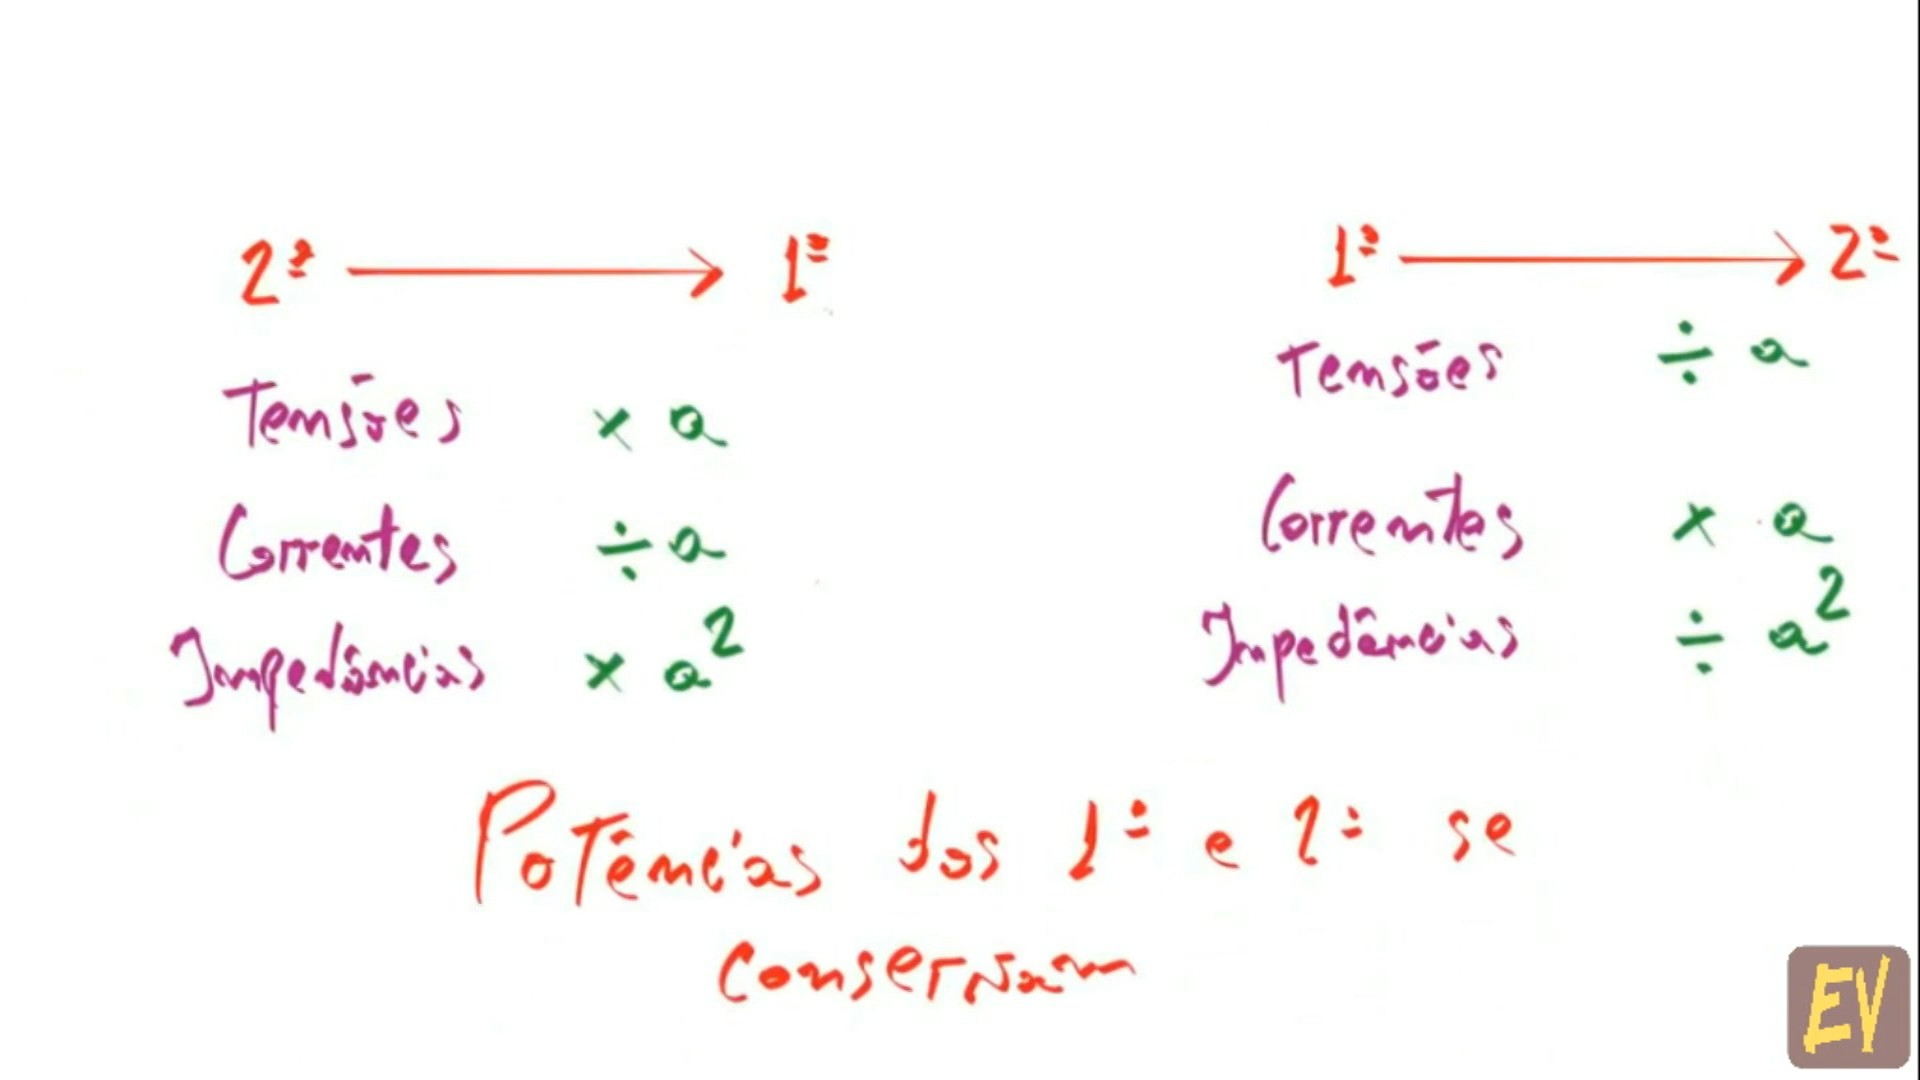 2º → 1º
Tensões × a
Correntes ÷ a
Impedâncias × a²
1º → 2º
Tensões ÷ a
Correntes × a
Impedâncias ÷ a²
Potências dos 1º e 2º se
conservam
EV